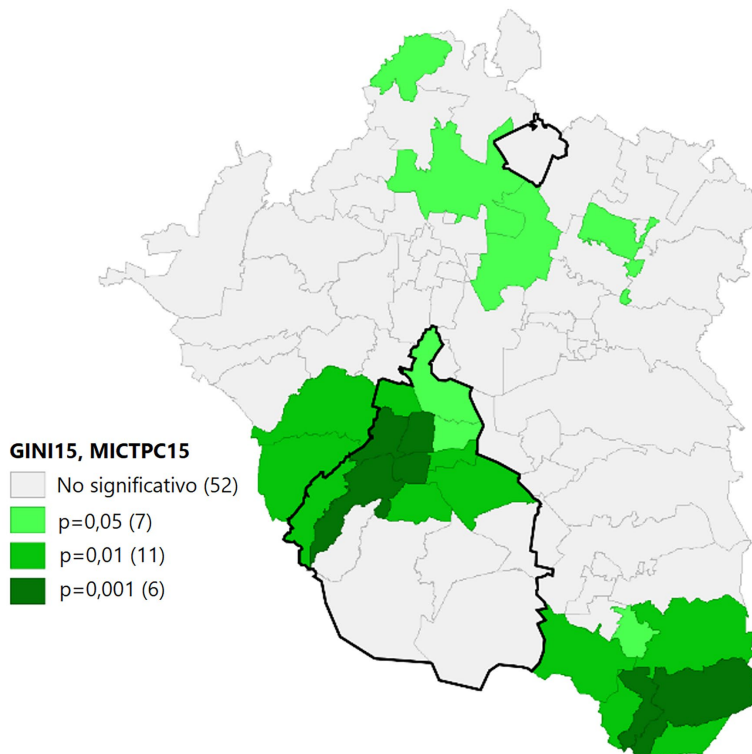 GINI15, MICTPC15
No significativo (52)
p=0,05 (7)
p=0,01 (11)
p=0,001 (6)